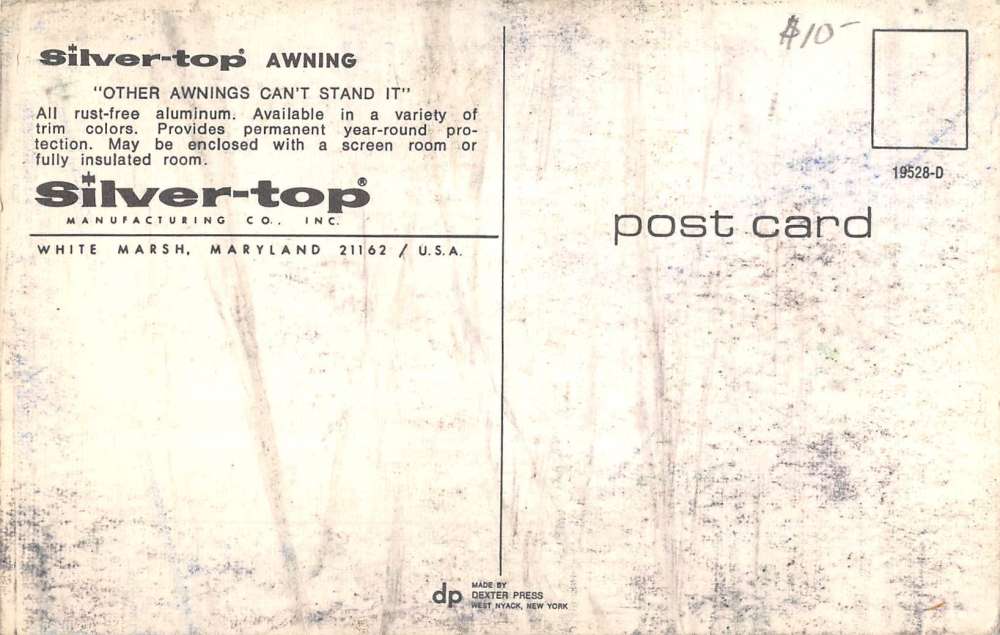 Silver-top® AWNING
"OTHER AWNINGS CAN'T STAND IT"
All rust-free aluminum. Available in a variety of
trim colors. Provides permanent year-round pro-
tection. May be enclosed with a screen room or
fully insulated room.
Silver-top®
MANUFACTURING CO., INC.
WHITE MARSH, MARYLAND 21162 / U.S.A.
$10-
19528-D
post card
dp
MADE BY
DEXTER PRESS
WEST NYACK, NEW YORK